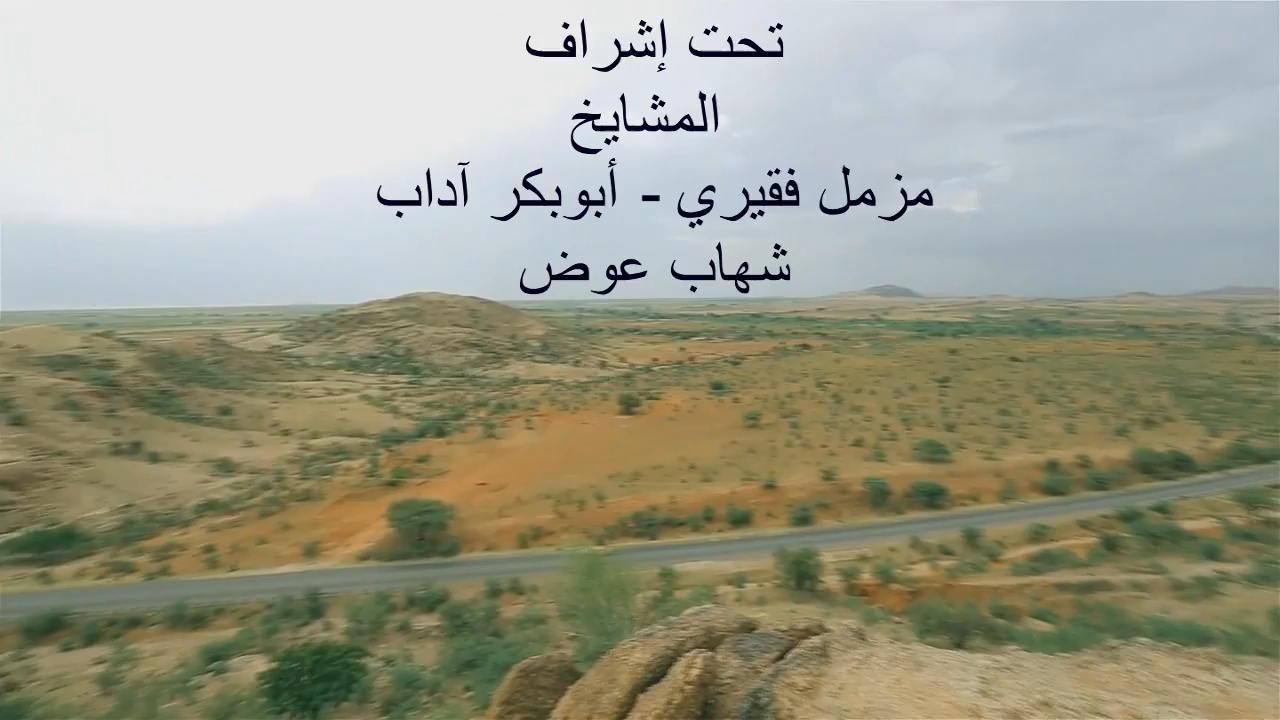 تحت إشراف
المشايخ
مزمل فقيري - أبوبكر آداب
شهاب عوض